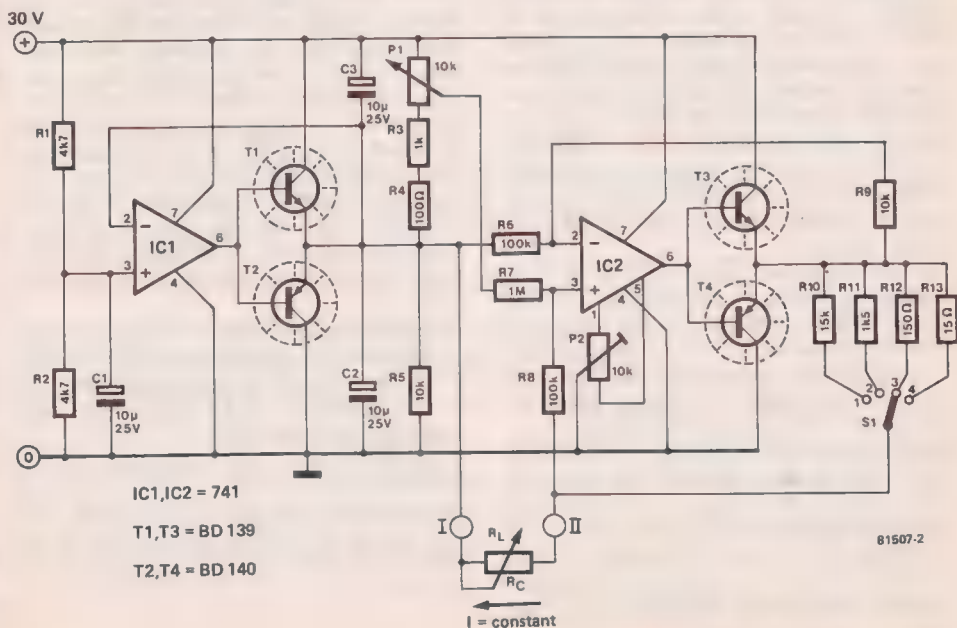 30 V
+
R1
4k7
R2
4k7
C1
10µ
25V
2
3
7
6
4
−
+
IC1
T1
T2
C3
10µ
25V
C2
10µ
25V
P1
10k
R3
1k
R4
100Ω
R5
10k
R6
100k
R7
1M
R8
100k
2
3
7
6
5
4
1
−
+
IC2
P2
10k
T3
T4
R9
10k
R10
15k
R11
1k5
R12
150Ω
R13
15Ω
1
2
3
4
S1
0
I
II
RL
RC
I = constant
IC1,IC2 = 741
T1,T3 = BD 139
T2,T4 = BD 140
81507-2